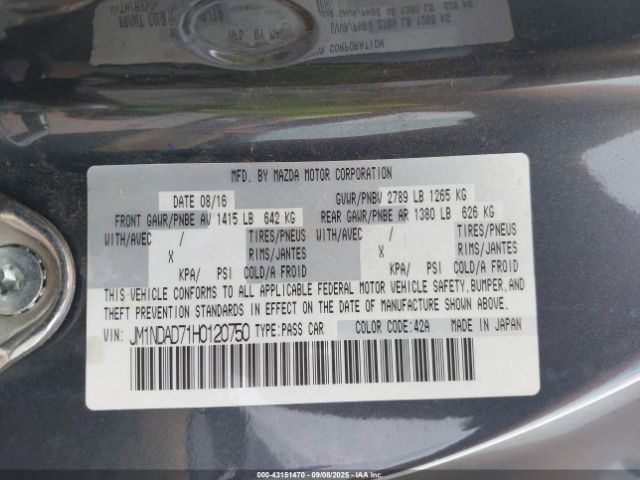 MFD. BY MAZDA MOTOR CORPORATION
DATE 08/16 GVWR/PNBV 2789 LB 1265 KG
FRONT GAWR/PNBE AV 1415 LB 642 KG REAR GAWR/PNBE AR 1380 LB 626 KG
WITH/AVEC / TIRES/PNEUS WITH/AVEC / TIRES/PNEUS
X RIMS/JANTES X RIMS/JANTES
KPA/ PSI COLD/A FROID KPA/ PSI COLD/A FROID
THIS VEHICLE CONFORMS TO ALL APPLICABLE FEDERAL MOTOR VEHICLE SAFETY, BUMPER, AND
THEFT PREVENTION STANDARDS IN EFFECT ON THE DATE OF MANUFACTURE SHOWN ABOVE.
VIN: JM1NDAD71H0120750 TYPE: PASS CAR COLOR CODE: 42A MADE IN JAPAN
© - 43151470 - 09/08/2025 - IAAI.com